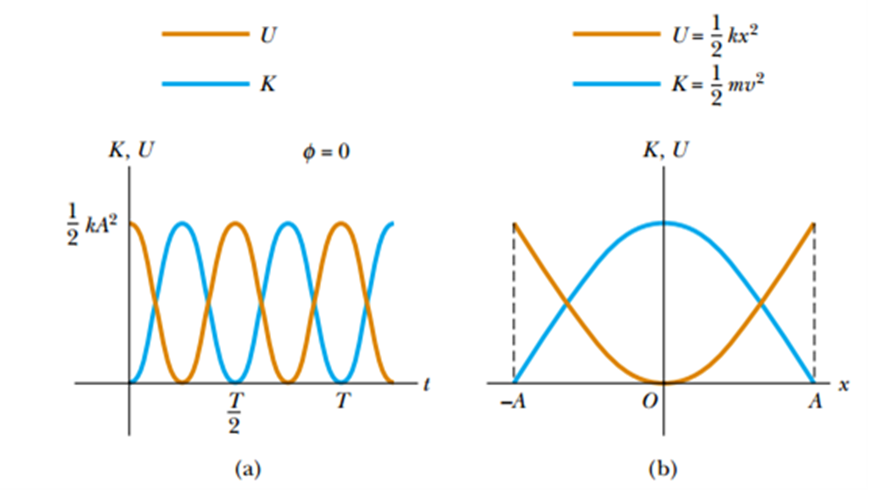 U
K
K, U
ϕ = 0
1/2 kA²
T/2
T
t
(a)
U = 1/2 kx²
K = 1/2 mv²
K, U
–A
O
A
x
(b)